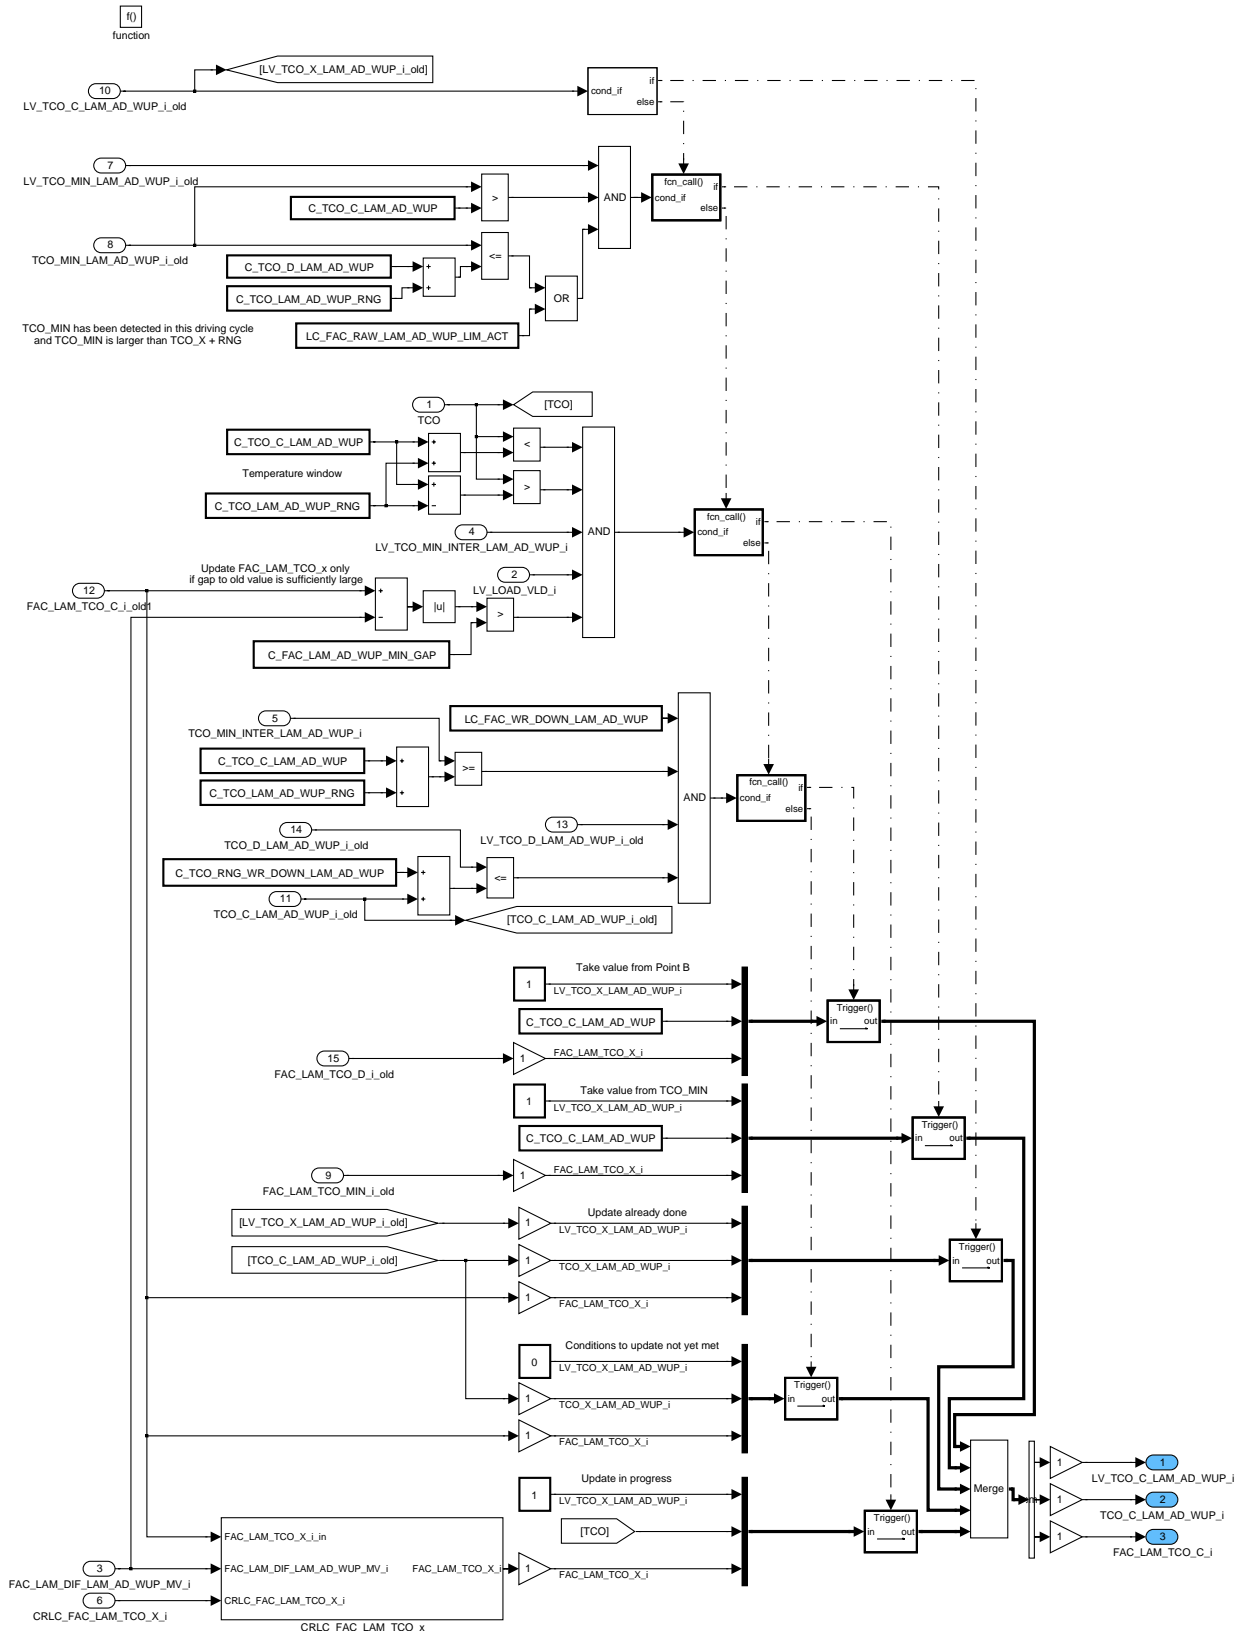 f()
function
[LV_TCO_X_LAM_AD_WUP_i_old]
10
LV_TCO_C_LAM_AD_WUP_i_old
cond_if
if
else
7
LV_TCO_MIN_LAM_AD_WUP_i_old
C_TCO_C_LAM_AD_WUP
>
AND
fcn_call()
cond_if
if
else
8
TCO_MIN_LAM_AD_WUP_i_old
C_TCO_D_LAM_AD_WUP
+
+
<=
C_TCO_LAM_AD_WUP_RNG
OR
TCO_MIN has been detected in this driving cycle
and TCO_MIN is larger than TCO_X + RNG
LC_FAC_RAW_LAM_AD_WUP_LIM_ACT
1
TCO
[TCO]
C_TCO_C_LAM_AD_WUP
+
+
<
Temperature window
C_TCO_LAM_AD_WUP_RNG
+
−
>
AND
fcn_call()
cond_if
if
else
4
LV_TCO_MIN_INTER_LAM_AD_WUP_i
Update FAC_LAM_TCO_x only
if gap to old value is sufficiently large
2
LV_LOAD_VLD_i
12
FAC_LAM_TCO_C_i_old1
+
−
|u|
>
C_FAC_LAM_AD_WUP_MIN_GAP
LC_FAC_WR_DOWN_LAM_AD_WUP
5
TCO_MIN_INTER_LAM_AD_WUP_i
C_TCO_C_LAM_AD_WUP
+
+
>=
C_TCO_LAM_AD_WUP_RNG
AND
fcn_call()
cond_if
if
else
13
LV_TCO_D_LAM_AD_WUP_i_old
14
TCO_D_LAM_AD_WUP_i_old
C_TCO_RNG_WR_DOWN_LAM_AD_WUP
+
+
<=
11
TCO_C_LAM_AD_WUP_i_old
[TCO_C_LAM_AD_WUP_i_old]
Take value from Point B
1
LV_TCO_X_LAM_AD_WUP_i
C_TCO_C_LAM_AD_WUP
Trigger()
in
out
15
FAC_LAM_TCO_D_i_old
1
FAC_LAM_TCO_X_i
Take value from TCO_MIN
1
LV_TCO_X_LAM_AD_WUP_i
C_TCO_C_LAM_AD_WUP
Trigger()
in
out
9
FAC_LAM_TCO_MIN_i_old
1
FAC_LAM_TCO_X_i
[LV_TCO_X_LAM_AD_WUP_i_old]
1
Update already done
LV_TCO_X_LAM_AD_WUP_i
[TCO_C_LAM_AD_WUP_i_old]
1
TCO_X_LAM_AD_WUP_i
Trigger()
in
out
1
FAC_LAM_TCO_X_i
Conditions to update not yet met
0
LV_TCO_X_LAM_AD_WUP_i
1
TCO_X_LAM_AD_WUP_i
Trigger()
in
out
1
FAC_LAM_TCO_X_i
Update in progress
1
LV_TCO_X_LAM_AD_WUP_i
[TCO]
Trigger()
in
out
Merge
1
1
LV_TCO_C_LAM_AD_WUP_i
1
2
TCO_C_LAM_AD_WUP_i
1
3
FAC_LAM_TCO_C_i
FAC_LAM_TCO_X_i_in
3
FAC_LAM_DIF_LAM_AD_WUP_MV_i
FAC_LAM_DIF_LAM_AD_WUP_MV_i
FAC_LAM_TCO_X_i
1
FAC_LAM_TCO_X_i
6
CRLC_FAC_LAM_TCO_X_i
CRLC_FAC_LAM_TCO_X_i
CRLC_FAC_LAM_TCO_x